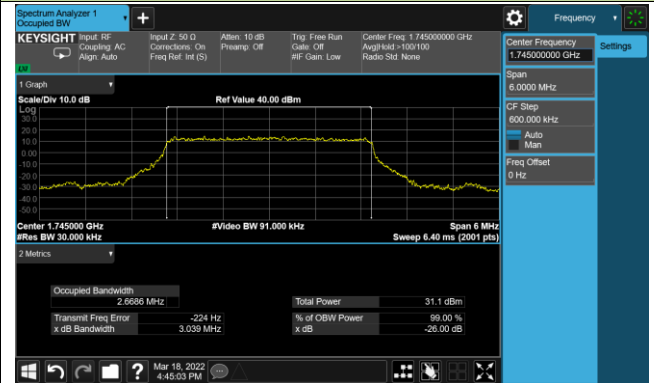 Spectrum Analyzer 1
Occupied BW
Frequency
KEYSIGHT
Input: RF
Coupling: AC
Align: Auto
Input Z: 50 Ω
Corrections: On
Freq Ref: Int (S)
Atten: 10 dB
Preamp: Off
Trig: Free Run
Gate: Off
#IF Gain: Low
Center Freq: 1.745000000 GHz
Avg|Hold:>100/100
Radio Std: None
Center Frequency
1.745000000 GHz
Settings
Span
6.0000 MHz
CF Step
600.000 kHz
Auto
Man
Freq Offset
0 Hz
1 Graph
Scale/Div 10.0 dB
Ref Value 40.00 dBm
Log
30.0
20.0
10.0
0.00
-10.0
-20.0
-30.0
-40.0
-50.0
Center 1.745000 GHz
#Video BW 91.000 kHz
Span 6 MHz
#Res BW 30.000 kHz
Sweep 6.40 ms (2001 pts)
2 Metrics
Occupied Bandwidth
2.6686 MHz
Total Power 31.1 dBm
Transmit Freq Error -224 Hz
% of OBW Power 99.00 %
x dB Bandwidth 3.039 MHz
x dB -26.00 dB
Mar 18, 2022
4:45:03 PM